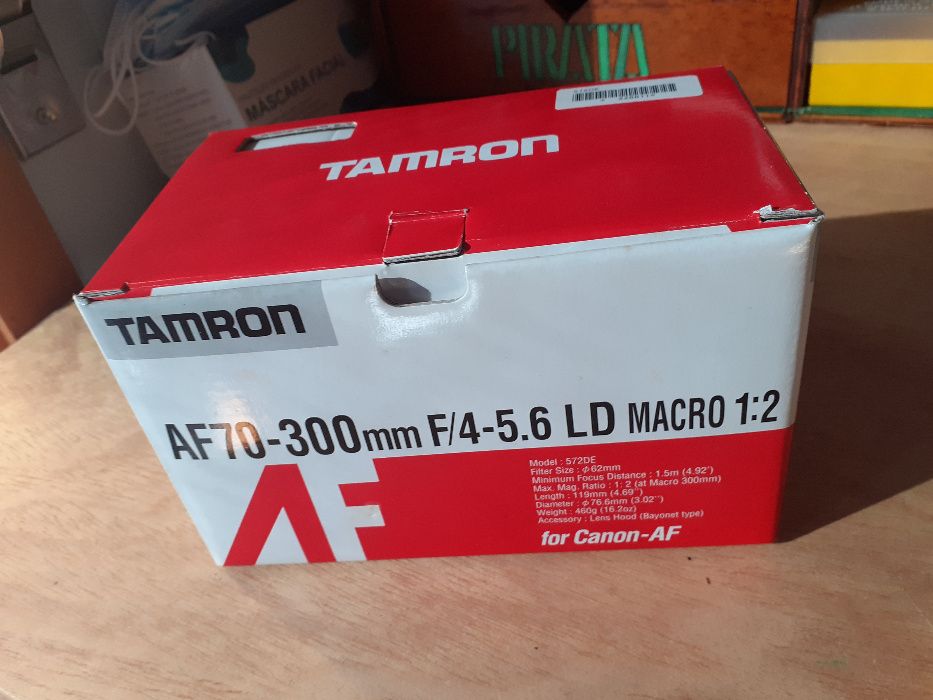 PIRATA
MÁSCARA FACIAL
TAMRON
TAMRON
AF70-300mm F/4-5.6 LD MACRO 1:2
AF
Model : 572DE
Filter Size : ϕ62mm
Minimum Focus Distance : 1.5m (4.92')
Max. Mag. Ratio : 1: 2 (at Macro 300mm)
Length : 119mm (4.69")
Diameter : ϕ76.6mm (3.02")
Weight : 460g (16.2oz)
Accessory : Lens Hood (Bayonet type)
for Canon-AF